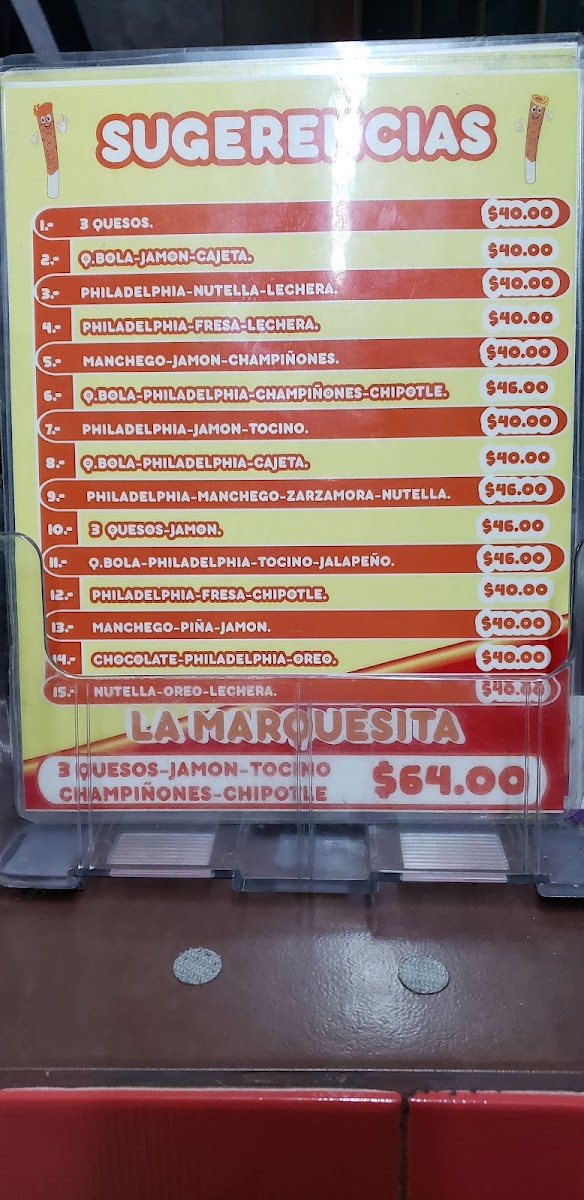 SUGERENCIAS
1.- 3 QUESOS. $40.00
2.- Q.BOLA-JAMON-CAJETA. $40.00
3.- PHILADELPHIA-NUTELLA-LECHERA. $40.00
4.- PHILADELPHIA-FRESA-LECHERA. $40.00
5.- MANCHEGO-JAMON-CHAMPIÑONES. $40.00
6.- Q.BOLA-PHILADELPHIA-CHAMPIÑONES-CHIPOTLE. $46.00
7.- PHILADELPHIA-JAMON-TOCINO. $40.00
8.- Q.BOLA-PHILADELPHIA-CAJETA. $40.00
9.- PHILADELPHIA-MANCHEGO-ZARZAMORA-NUTELLA. $46.00
10.- 3 QUESOS-JAMON. $46.00
11.- Q.BOLA-PHILADELPHIA-TOCINO-JALAPEÑO. $46.00
12.- PHILADELPHIA-FRESA-CHIPOTLE. $40.00
13.- MANCHEGO-PIÑA-JAMON. $40.00
14.- CHOCOLATE-PHILADELPHIA-OREO. $40.00
15.- NUTELLA-OREO-LECHERA. $40.00
LA MARQUESITA
3 QUESOS-JAMON-TOCINO $64.00
CHAMPIÑONES-CHIPOTLE